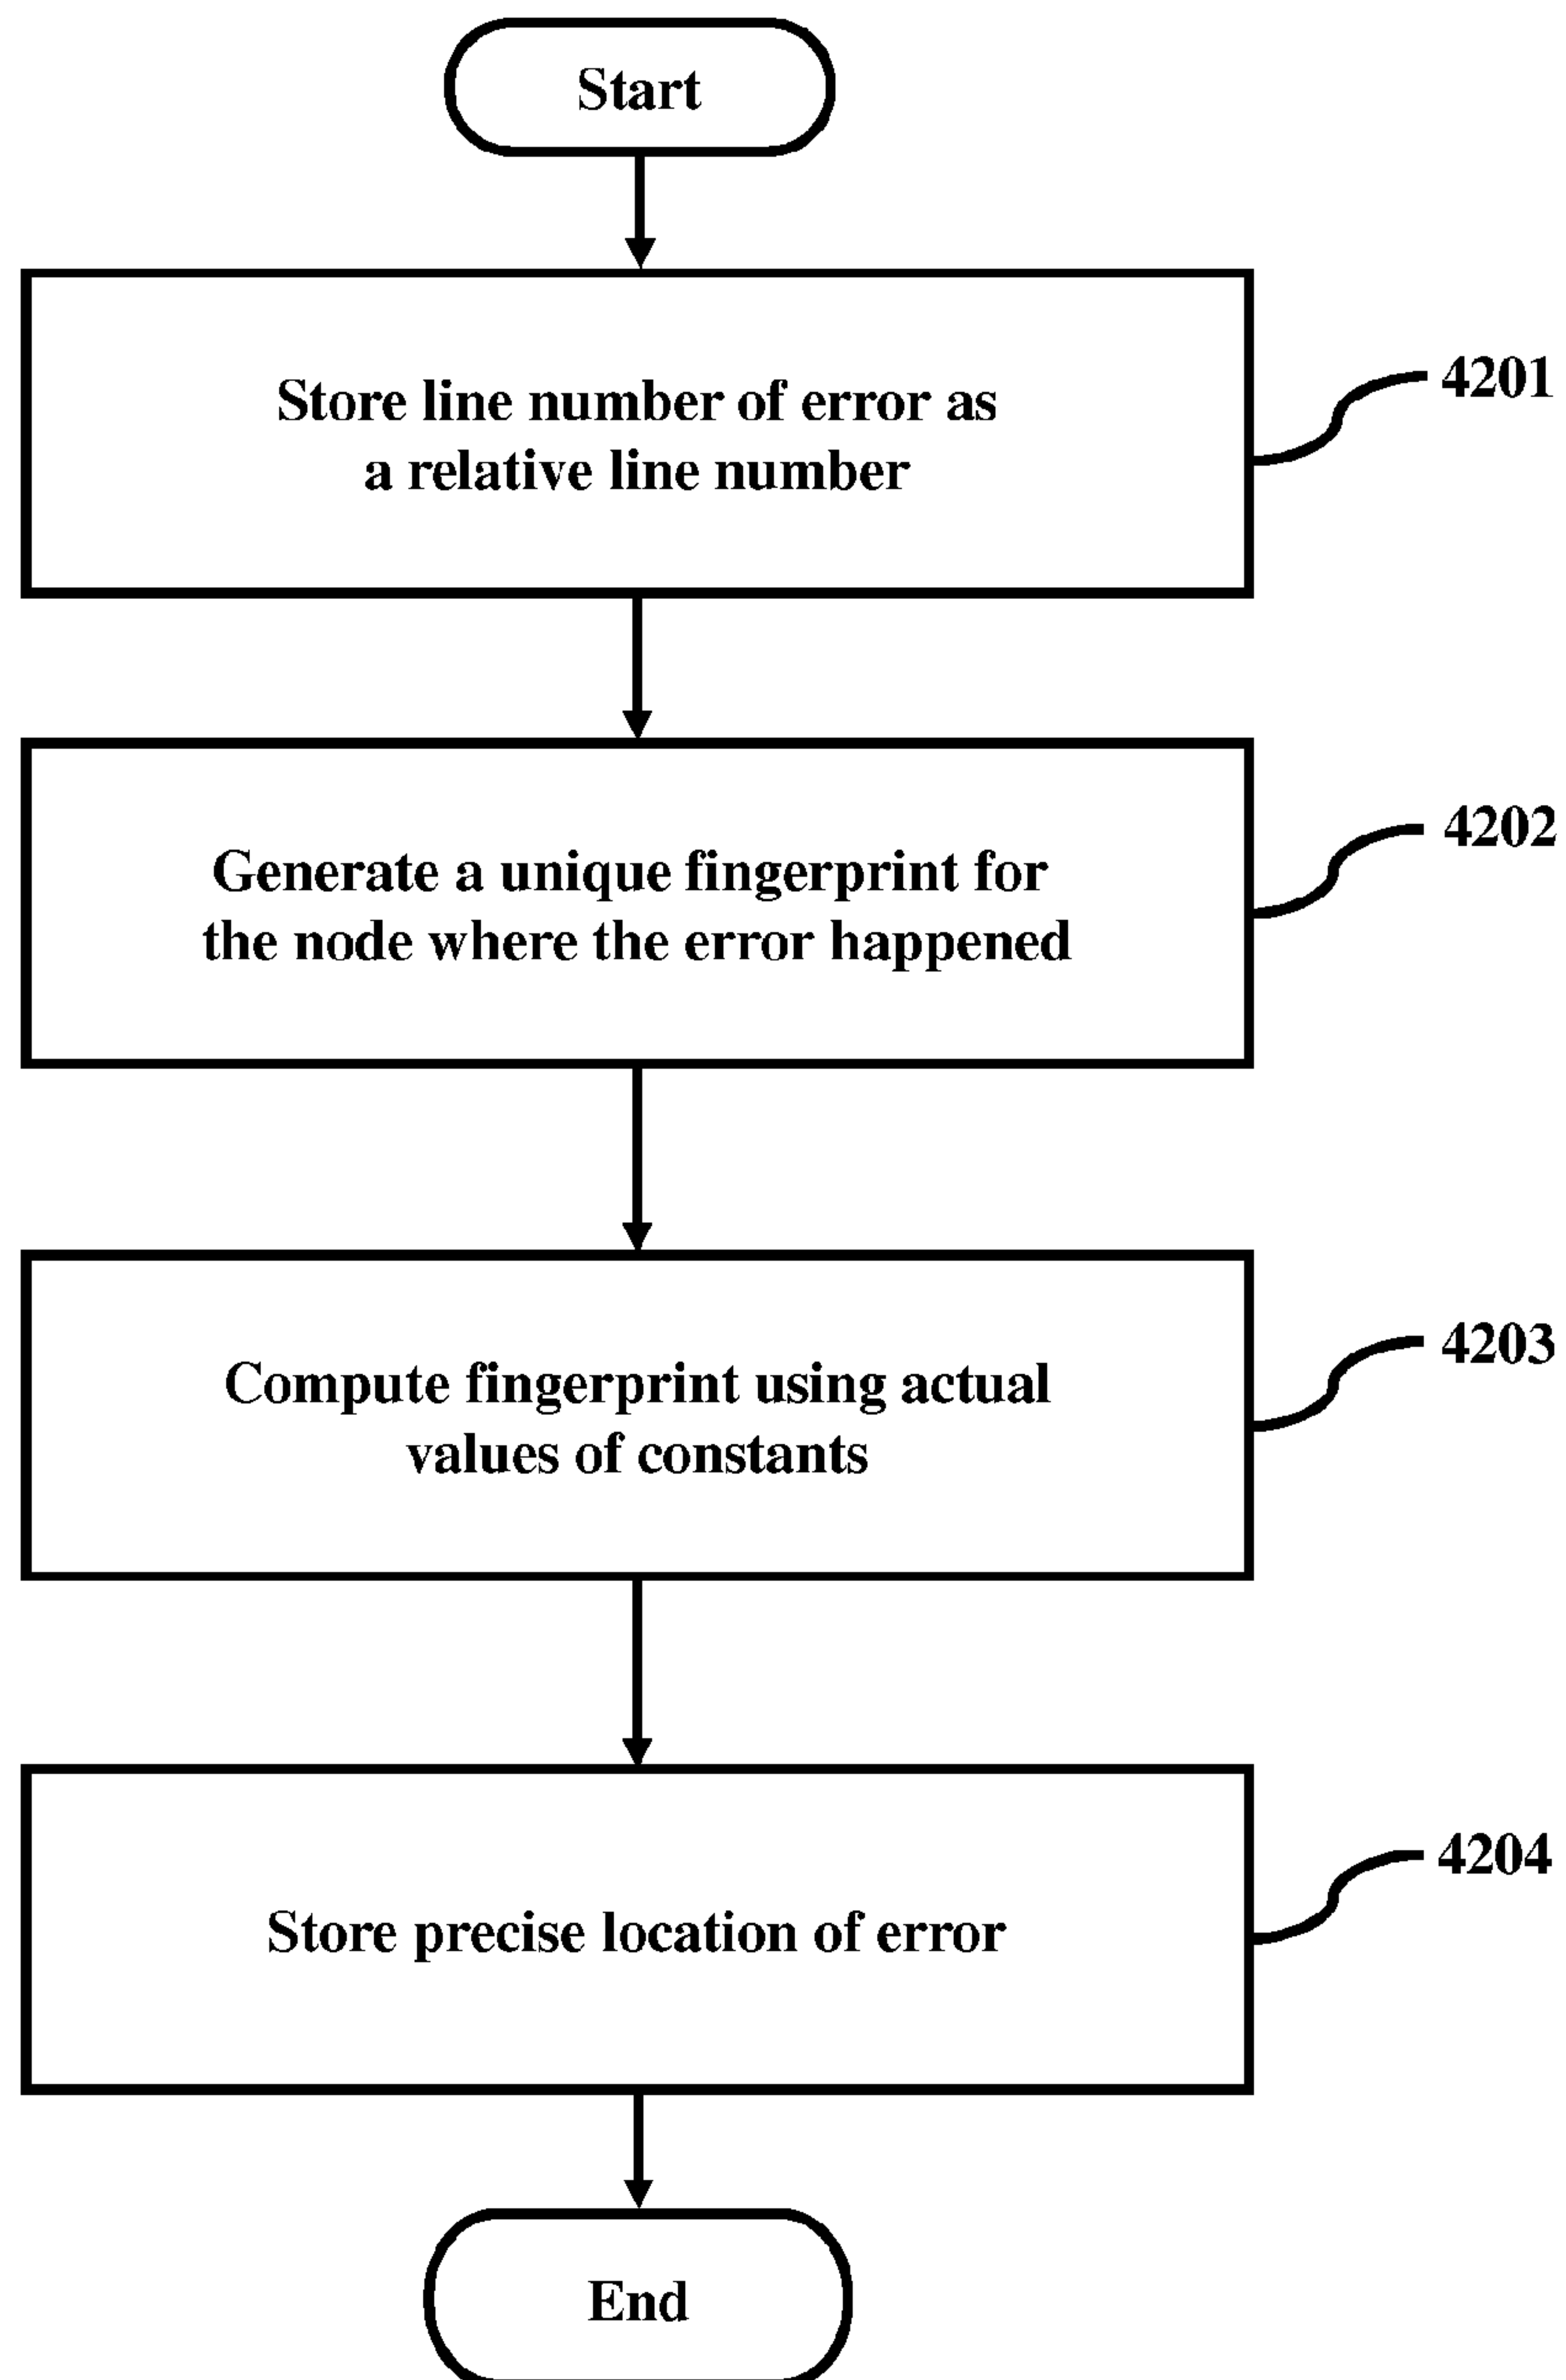 Start
Store line number of error as
a relative line number
4201
Generate a unique fingerprint for
the node where the error happened
4202
Compute fingerprint using actual
values of constants
4203
Store precise location of error
4204
End